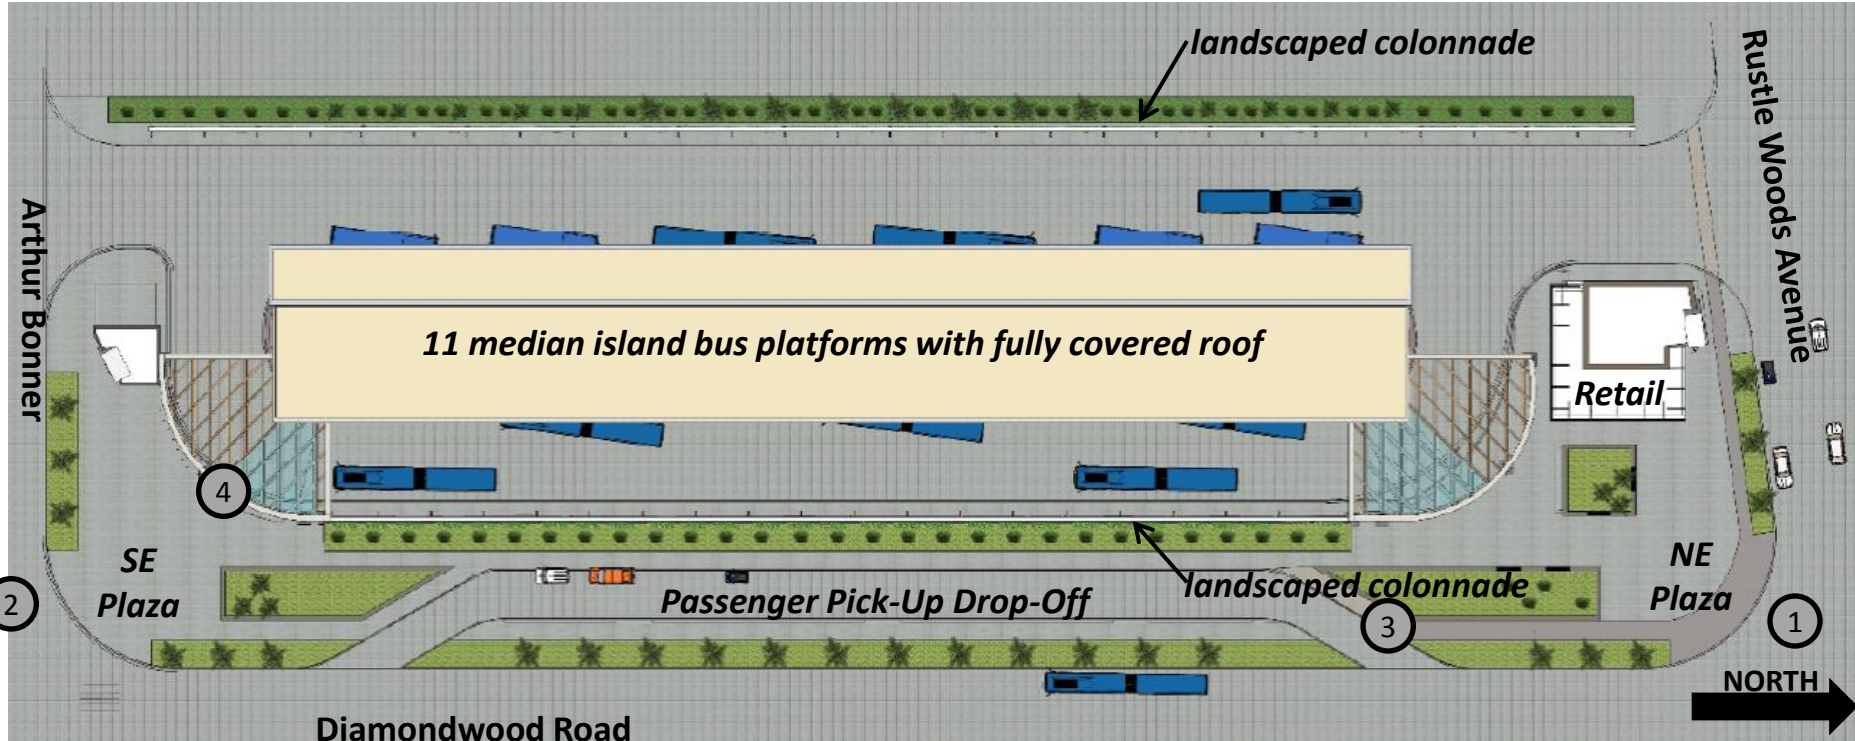 landscaped colonnade
Rustle Woods Avenue
Arthur Bonner
11 median island bus platforms with fully covered roof
Retail
4
SE
Plaza
NE
Plaza
landscaped colonnade
Passenger Pick-Up Drop-Off
2
3
1
NORTH
Diamondwood Road